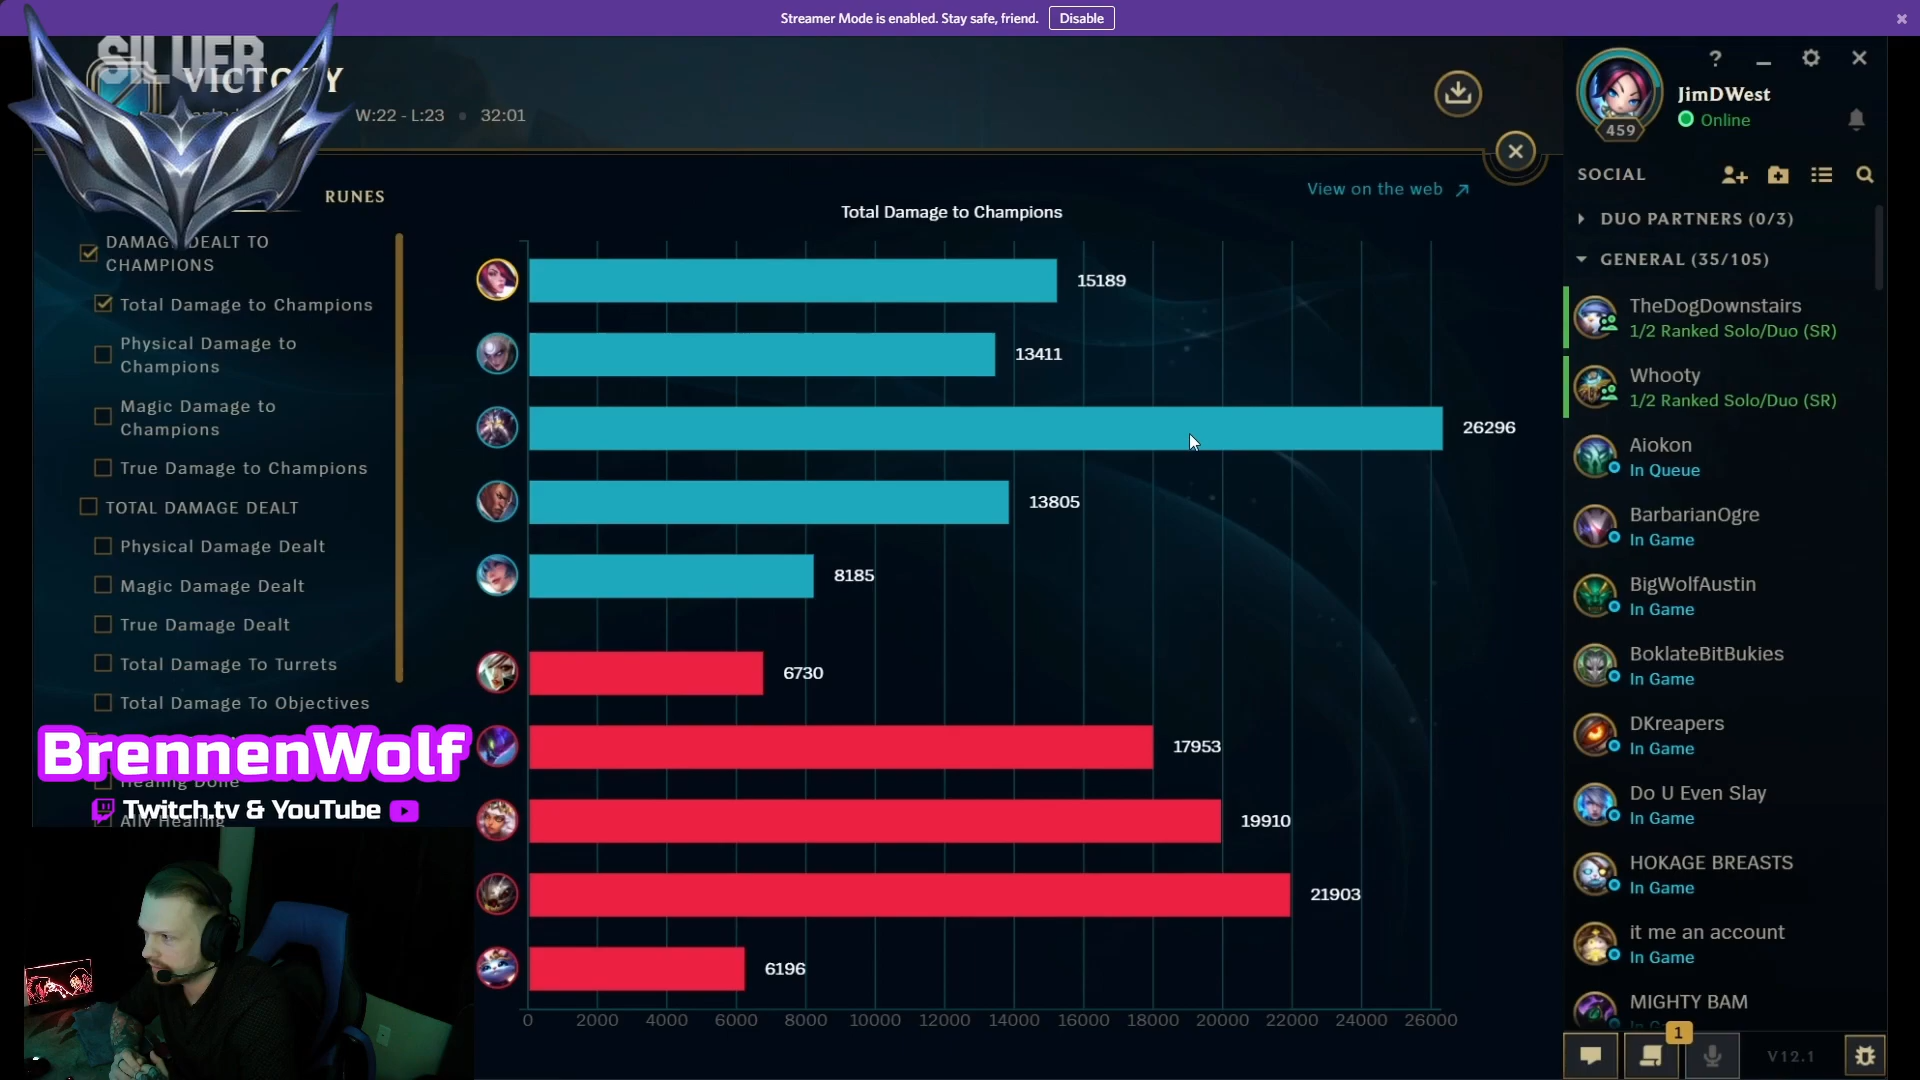 Streamer Mode is enabled. Stay safe, friend. Disable
SILVER
VICTORY
W:22 - L:23 • 32:01
RUNES
View on the web
Total Damage to Champions
DAMAGE DEALT TO
CHAMPIONS
Total Damage to Champions
Physical Damage to
Champions
Magic Damage to
Champions
True Damage to Champions
TOTAL DAMAGE DEALT
Physical Damage Dealt
Magic Damage Dealt
True Damage Dealt
Total Damage To Turrets
Total Damage To Objectives
Healing Done
Ally Healing
BrennenWolf
Twitch.tv & YouTube
15189
13411
26296
13805
8185
6730
17953
19910
21903
6196
0 2000 4000 6000 8000 10000 12000 14000 16000 18000 20000 22000 24000 26000
459
JimDWest
Online
SOCIAL
DUO PARTNERS (0/3)
GENERAL (35/105)
TheDogDownstairs
1/2 Ranked Solo/Duo (SR)
Whooty
1/2 Ranked Solo/Duo (SR)
Aiokon
In Queue
BarbarianOgre
In Game
BigWolfAustin
In Game
BoklateBitBukies
In Game
DKreapers
In Game
Do U Even Slay
In Game
HOKAGE BREASTS
In Game
it me an account
In Game
MIGHTY BAM
1
V12.1